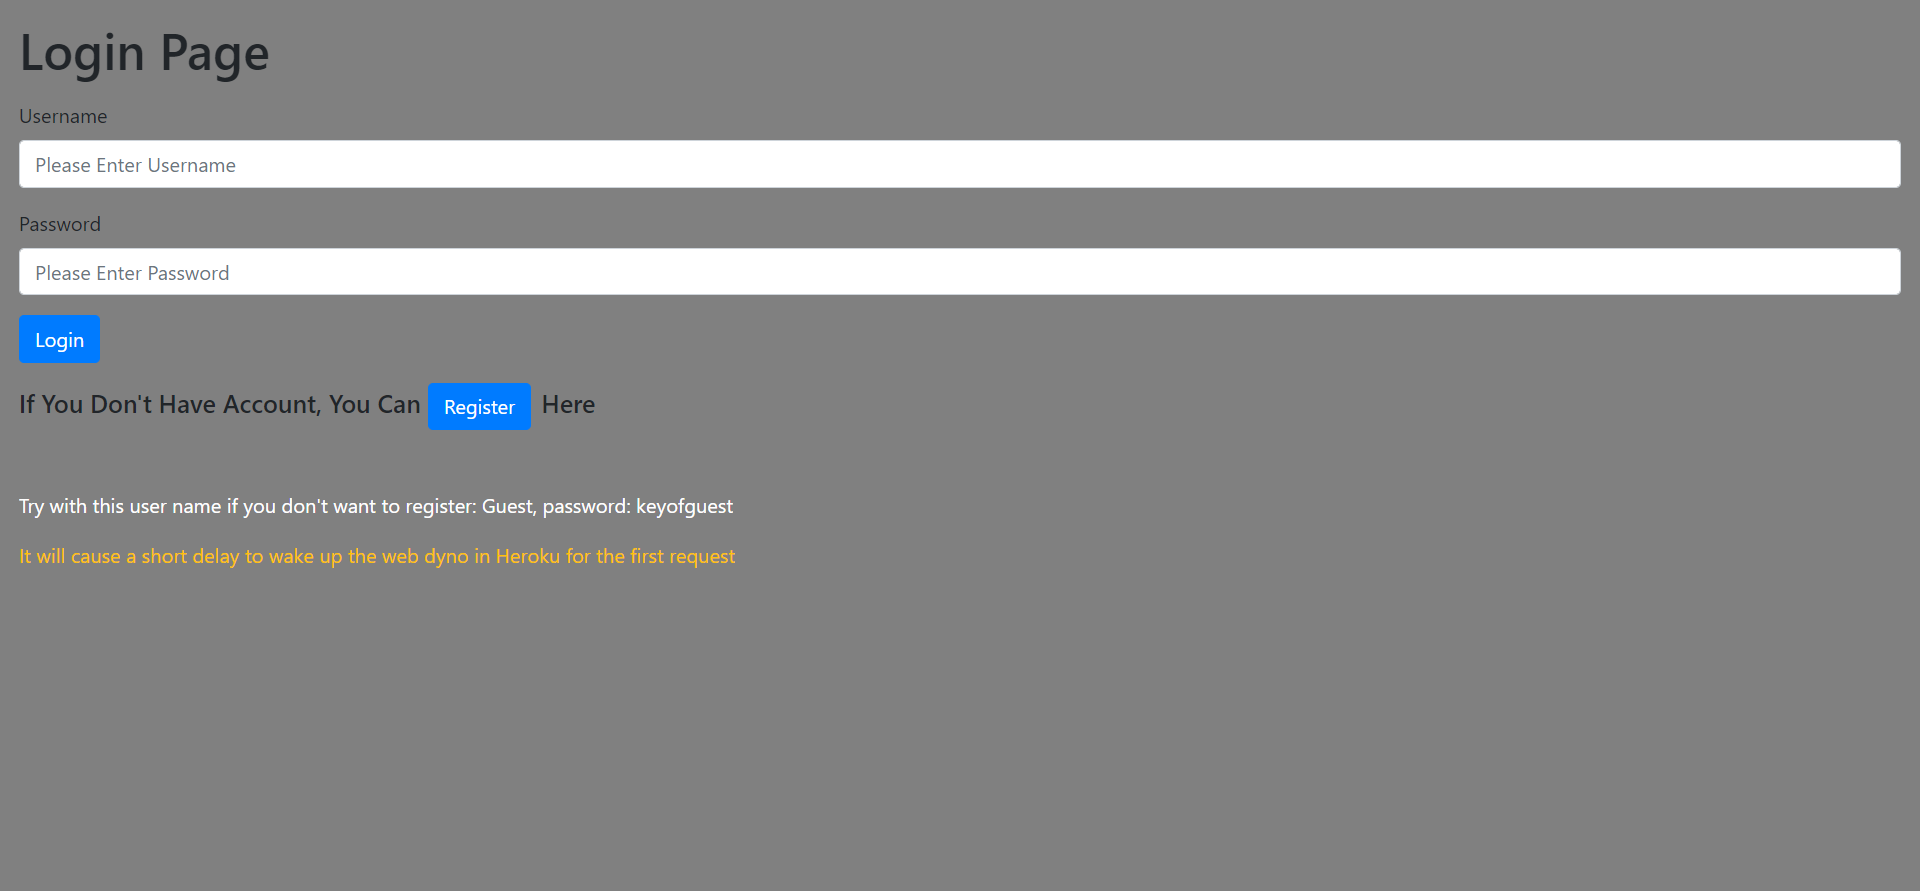 Login Page
Username
Please Enter Username
Password
Please Enter Password
Login
If You Don't Have Account, You Can Register Here
Try with this user name if you don't want to register: Guest, password: keyofguest
It will cause a short delay to wake up the web dyno in Heroku for the first request